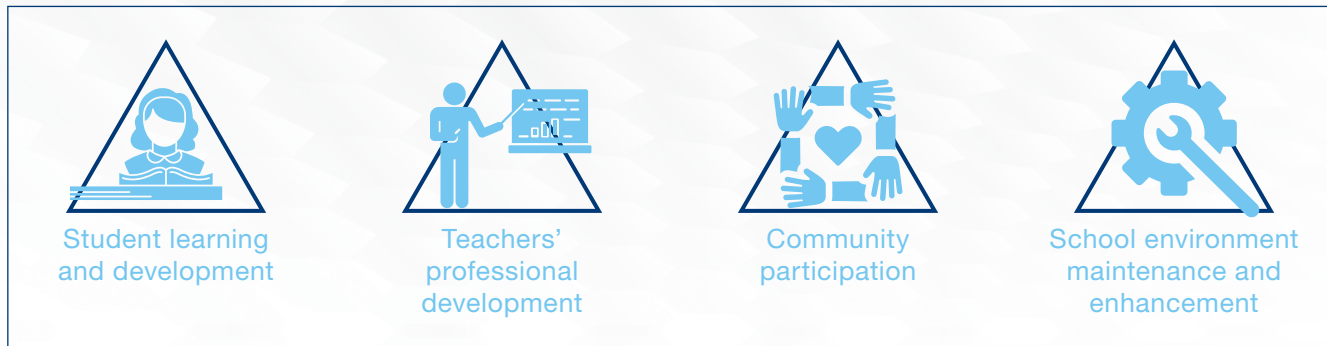 Student learning
and development
Teachers’
professional
development
Community
participation
School environment
maintenance and
enhancement